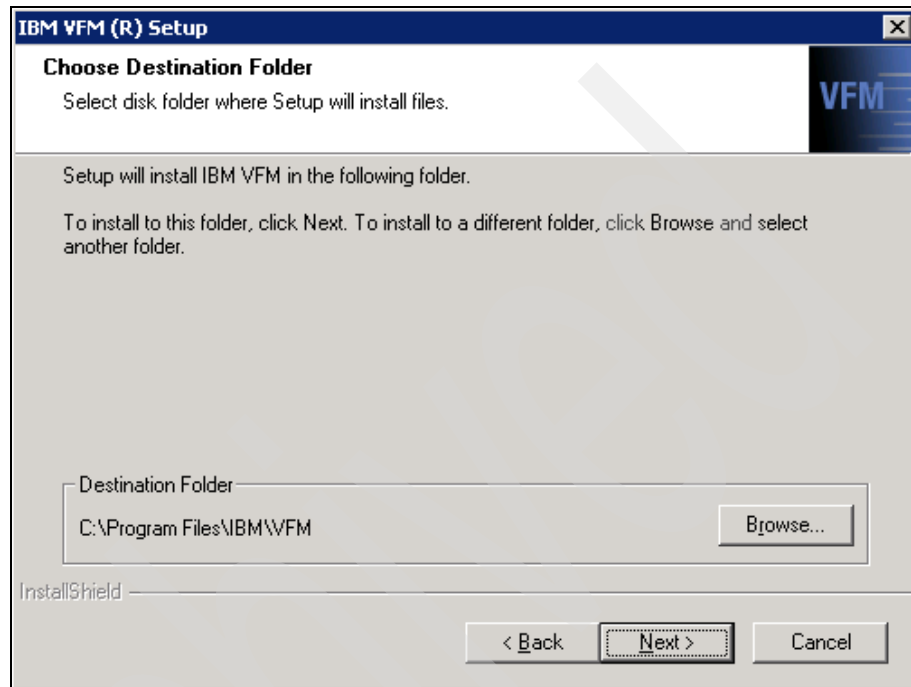 IBM VFM (R) Setup
Choose Destination Folder
Select disk folder where Setup will install files.
VFM
Setup will install IBM VFM in the following folder.
To install to this folder, click Next. To install to a different folder, click Browse and select
another folder.
Destination Folder
C:\Program Files\IBM\VFM
Browse...
InstallShield
< Back
Next >
Cancel